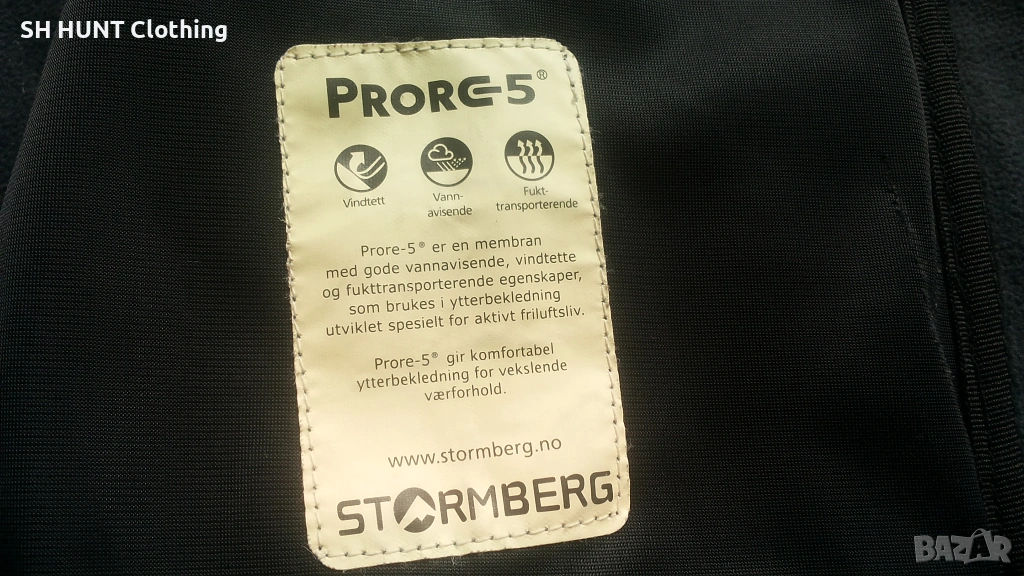 SH HUNT Clothing
PRORE-5®
Vindtett
Vann-
avisende
Fukt-
transporterende
Prore-5® er en membran
med gode vannavisende, vindtette
og fukttransporterende egenskaper,
som brukes i ytterbekledning
utviklet spesielt for aktivt friluftsliv.
Prore-5® gir komfortabel
ytterbekledning for vekslende
værforhold.
www.stormberg.no
STORMBERG
BAZAR